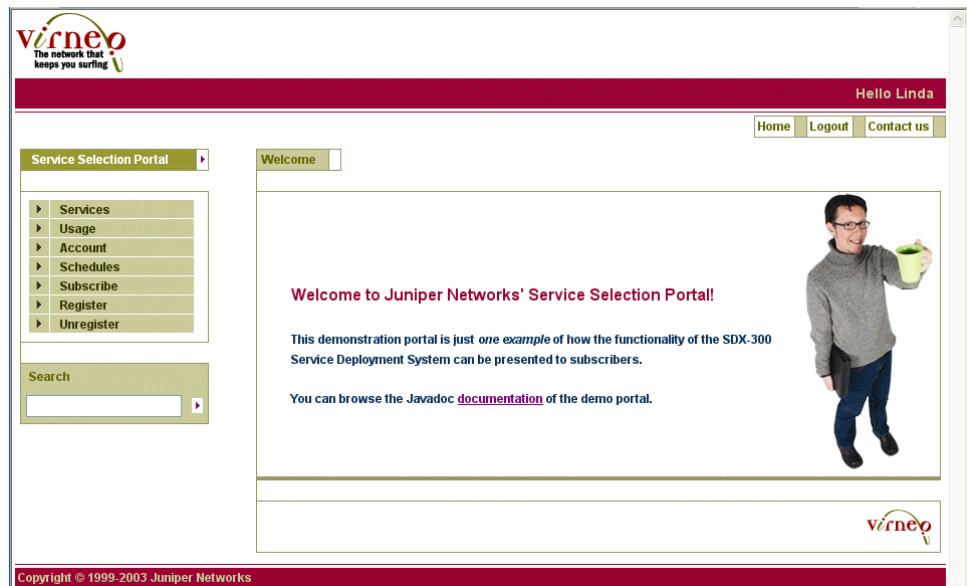 Virneo
The network that
keeps you surfing
Hello Linda
Home Logout Contact us
Service Selection Portal
Welcome
Services
Usage
Account
Schedules
Subscribe
Register
Unregister
Search
Welcome to Juniper Networks' Service Selection Portal!
This demonstration portal is just one example of how the functionality of the SDX-300
Service Deployment System can be presented to subscribers.
You can browse the Javadoc documentation of the demo portal.
virneo
Copyright © 1999-2003 Juniper Networks